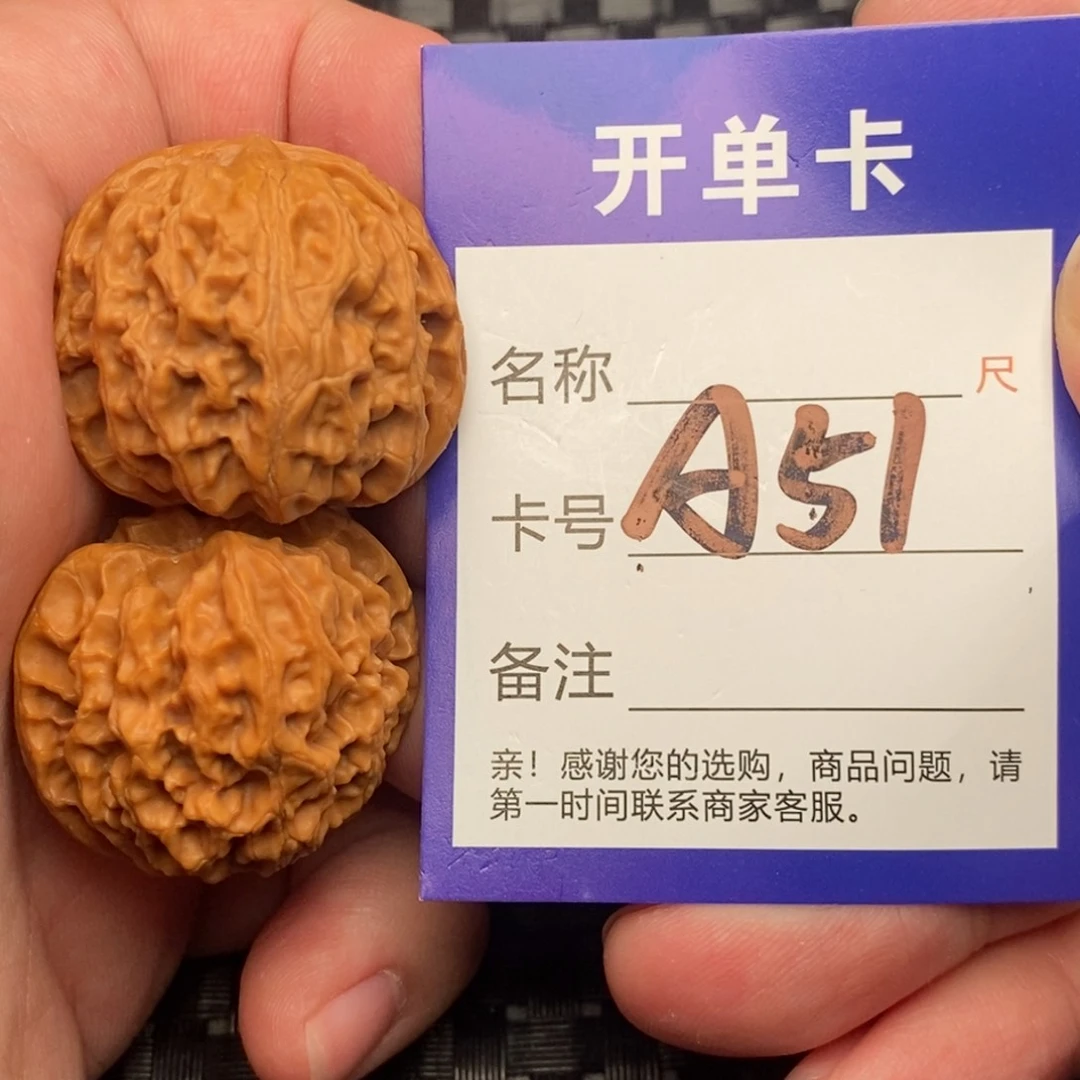 开单卡
名称 尺
卡号 A51
备注
亲！感谢您的选购，商品问题，请
第一时间联系商家客服。